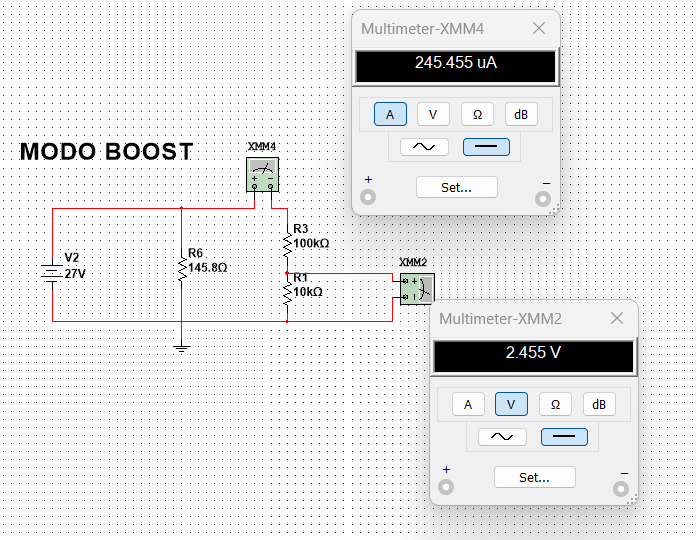 Multimeter-XMM4
245.455 uA
A V Ω dB
+ Set... −
MODO BOOST
XMM4
+ −
R3
100kΩ
V2
27V
R6
145.8Ω
XMM2
+
R1
10kΩ
Multimeter-XMM2
2.455 V
A V Ω dB
+ Set... −